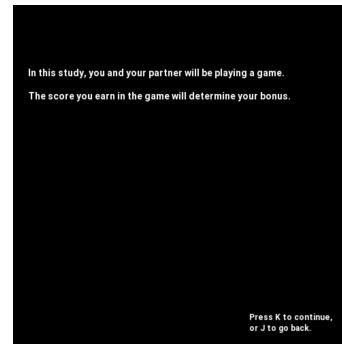 In this study, you and your partner will be playing a game.
The score you earn in the game will determine your bonus.
Press K to continue,
or J to go back.